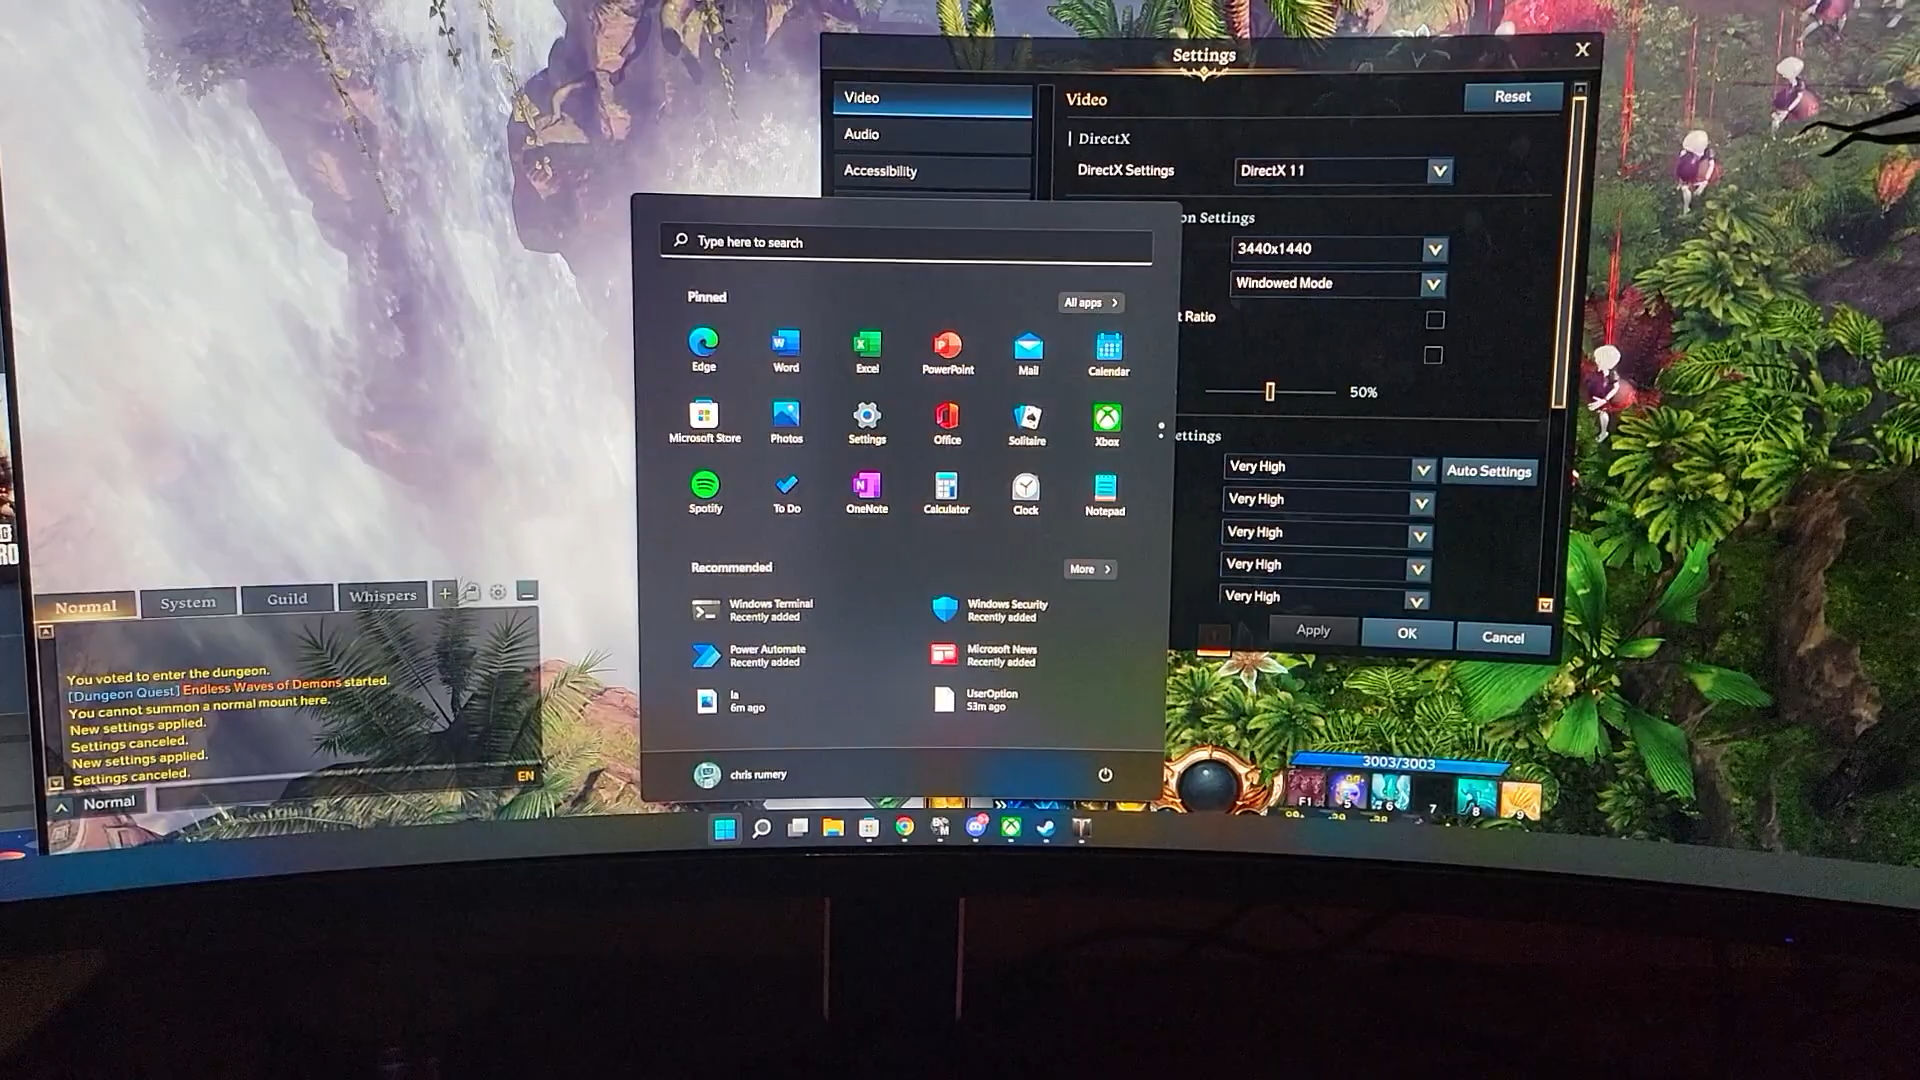 Settings
X
Video
Audio
Accessibility
Video
Reset
DirectX
DirectX Settings
DirectX 11
on Settings
3440x1440
Windowed Mode
t Ratio
50%
ettings
Very High
Auto Settings
Very High
Very High
Very High
Very High
Apply
OK
Cancel
Type here to search
Pinned
All apps >
Edge
Word
Excel
PowerPoint
Mail
Calendar
Microsoft Store
Photos
Settings
Office
Solitaire
Xbox
Spotify
To Do
OneNote
Calculator
Clock
Notepad
Recommended
More >
Windows Terminal
Recently added
Windows Security
Recently added
Power Automate
Recently added
Microsoft News
Recently added
la
6m ago
UserOption
53m ago
chris rumery
Normal
System
Guild
Whispers
+
You voted to enter the dungeon.
[Dungeon Quest] Endless Waves of Demons started.
You cannot summon a normal mount here.
New settings applied.
Settings canceled.
New settings applied.
Settings canceled.
EN
Normal
3003/3003
F1
5
6
7
8
9